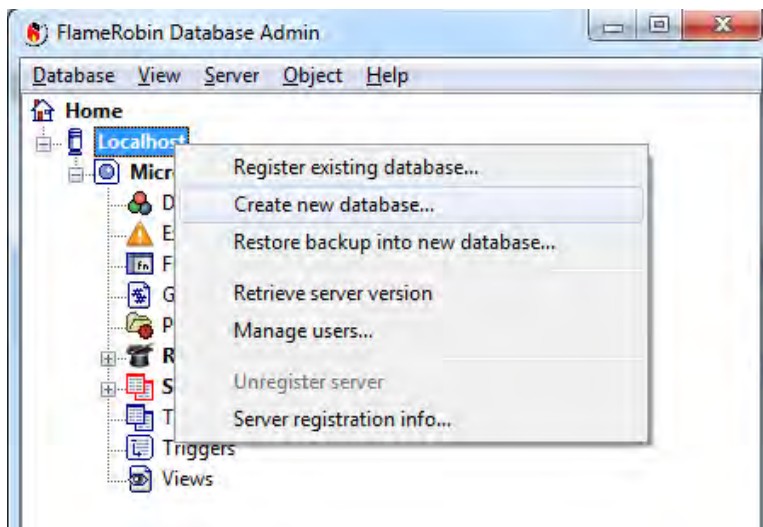 FlameRobin Database Admin
Database View Server Object Help
Home
Localhost
Register existing database...
Create new database...
Restore backup into new database...
Retrieve server version
Manage users...
Unregister server
Server registration info...
Triggers
Views